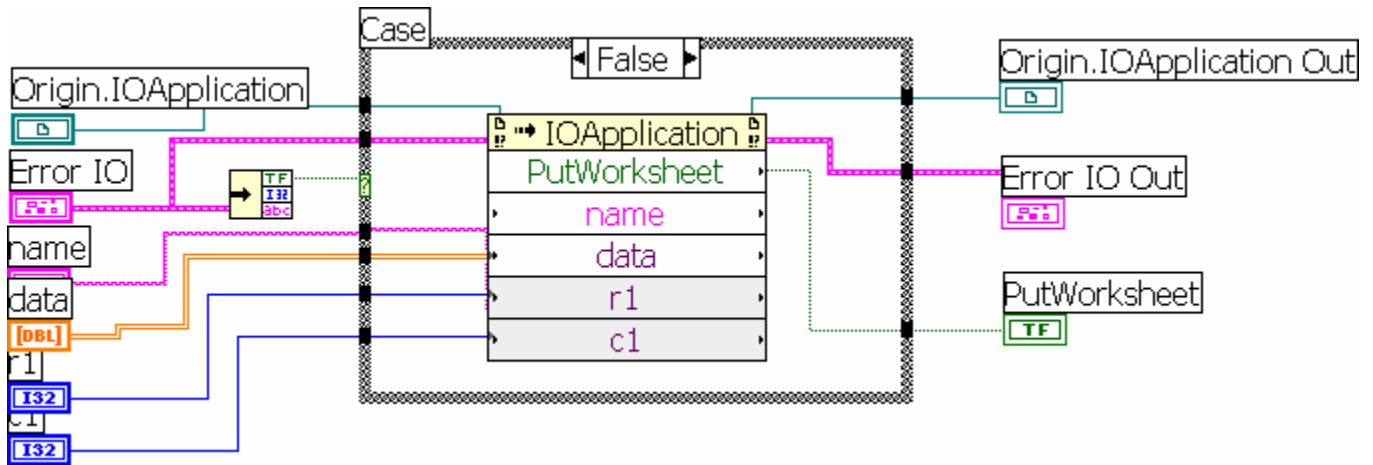 Case
False
Origin.IOApplication
Origin.IOApplication Out
IOApplication
Error IO
TF
I32
abc
PutWorksheet
Error IO Out
name
name
data
data
[DBL]
r1
PutWorksheet
TF
r1
c1
I32
c1
I32